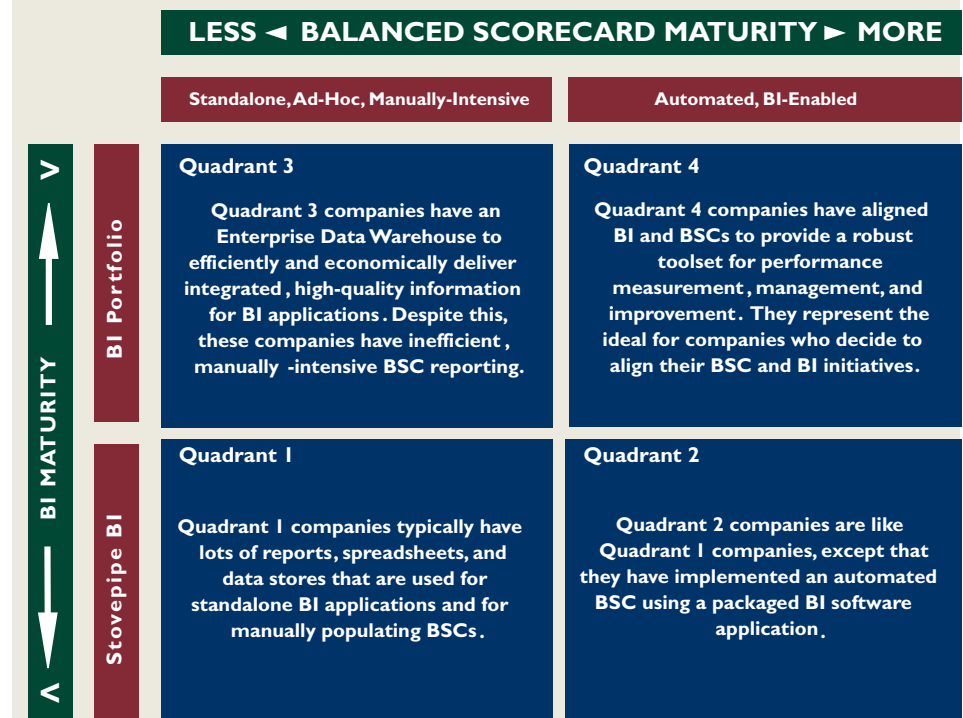 LESS ◄ BALANCED SCORECARD MATURITY ► MORE
Standalone, Ad-Hoc, Manually-Intensive
Automated, BI-Enabled
< BI MATURITY >
BI Portfolio
Quadrant 3
Quadrant 3 companies have an
Enterprise Data Warehouse to
efficiently and economically deliver
integrated , high-quality information
for BI applications . Despite this,
these companies have inefficient ,
manually -intensive BSC reporting.
Quadrant 4
Quadrant 4 companies have aligned
BI and BSCs to provide a robust
toolset for performance
measurement , management, and
improvement . They represent the
ideal for companies who decide to
align their BSC and BI initiatives.
Stovepipe BI
Quadrant 1
Quadrant 1 companies typically have
lots of reports, spreadsheets, and
data stores that are used for
standalone BI applications and for
manually populating BSCs .
Quadrant 2
Quadrant 2 companies are like
Quadrant 1 companies, except that
they have implemented an automated
BSC using a packaged BI software
application .